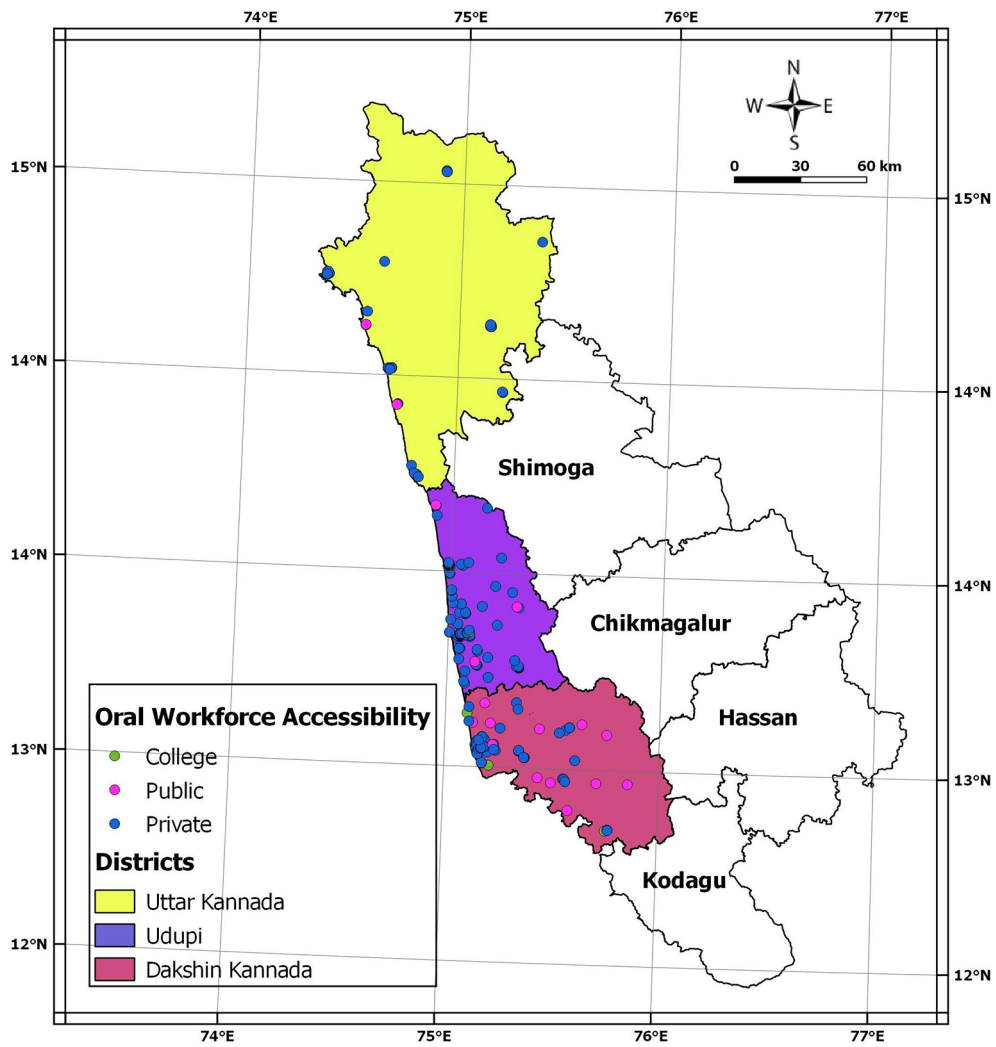 74°E 75°E 76°E 77°E
N
W E
S
0 30 60 km
15°N
15°N
14°N
14°N
Shimoga
14°N
14°N
Chikmagalur
Hassan
13°N
13°N
Kodagu
12°N
12°N
Oral Workforce Accessibility
College
Public
Private
Districts
Uttar Kannada
Udupi
Dakshin Kannada
74°E 75°E 76°E 77°E